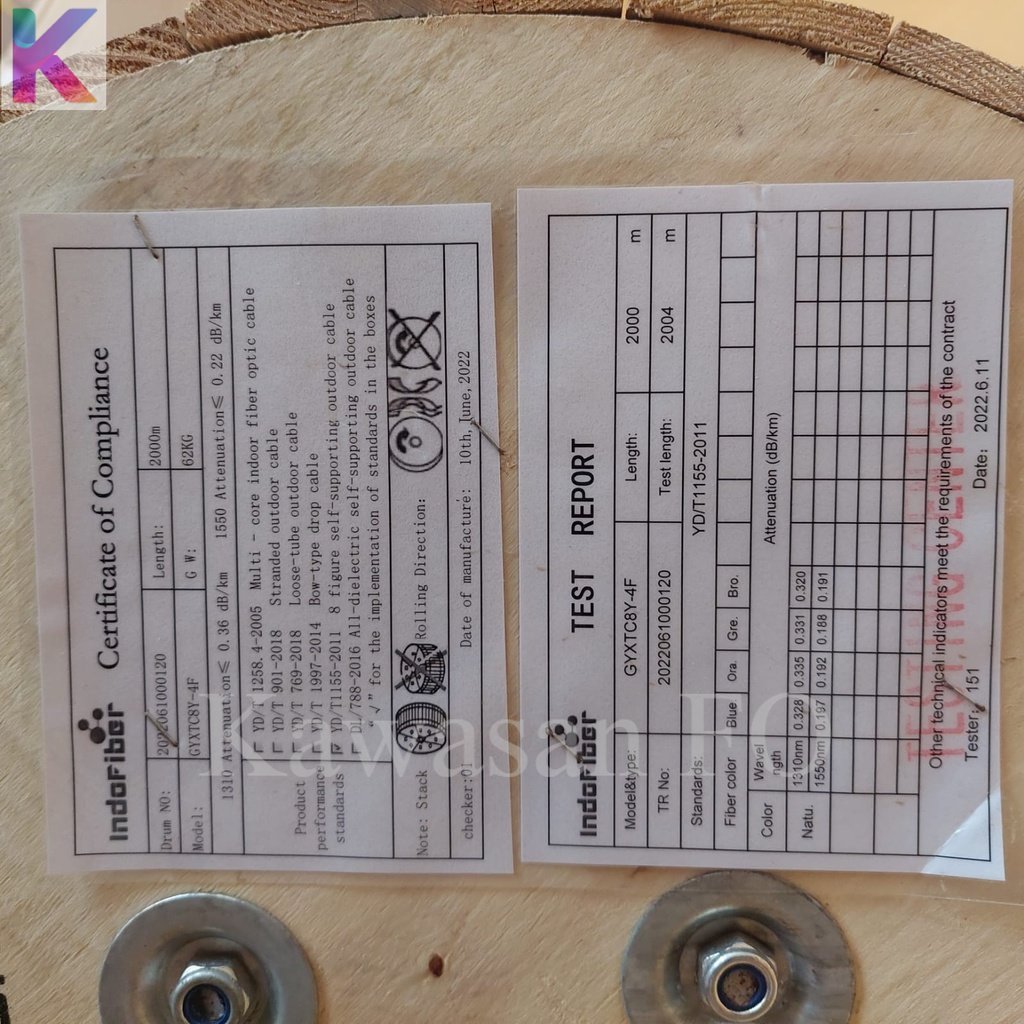 K
IndoFiber Certificate of Compliance
Drum NO: 2022061000120 Length: 2000m
Model: GYXTC8Y-4F G W: 62KG
1310 Attenuation≤ 0.36 dB/km 1550 Attenuation≤ 0.22 dB/km
Product performance standards
YD/T 1258.4-2005 Multi - core indoor fiber optic cable
YD/T 901-2018 Stranded outdoor cable
YD/T 769-2018 Loose-tube outdoor cable
YD/T 1997-2014 Bow-type drop cable
√ YD/T1155-2011 8 figure self-supporting outdoor cable
DL/788-2016 All-dielectric self-supporting outdoor cable
"√" for the implementation of standards in the boxes
Note: Stack Rolling Direction:
checker:01 Date of manufacture: 10th, June, 2022
IndoFiber TEST REPORT
Model&type: GYXTC8Y-4F Length: 2000 m
TR No: 2022061000120 Test length: 2004 m
Standards: YD/T1155-2011
Fiber color Blue Ora. Gre. Bro.
Color Wavel ngth Attenuation (dB/km)
Natu. 1310nm 0.328 0.335 0.331 0.320
1550nm 0.197 0.192 0.188 0.191
Other technical indicators meet the requirements of the contract
TESTING CENTER
Tester: 151 Date: 2022.6.11
Kawasan FO